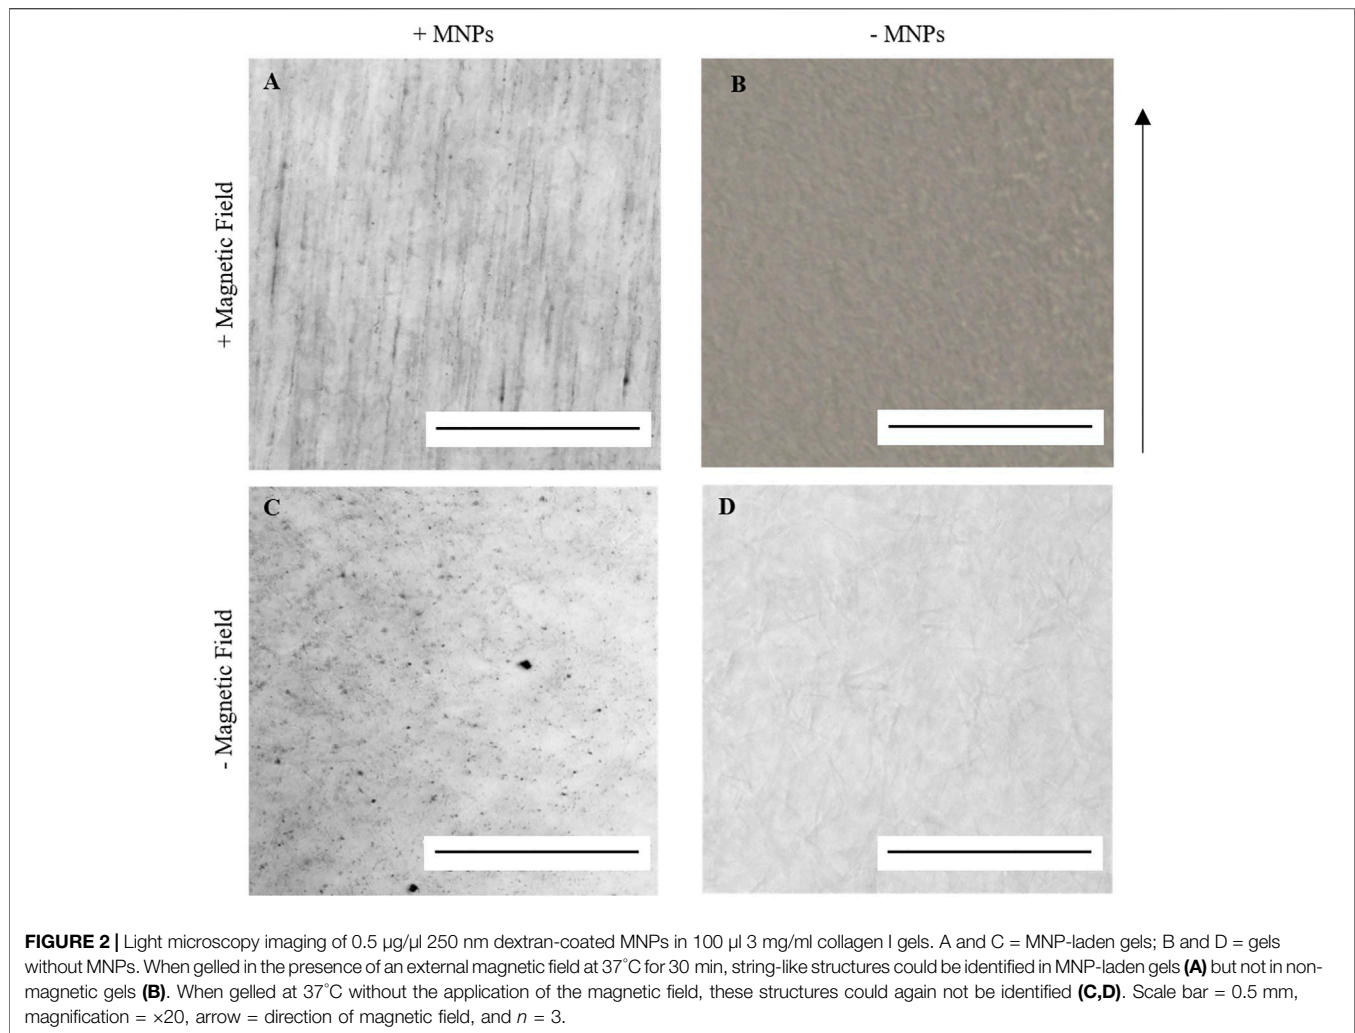 + MNPs
- MNPs
A
B
+ Magnetic Field
C
D
- Magnetic Field
FIGURE 2 | Light microscopy imaging of 0.5 µg/µl 250 nm dextran-coated MNPs in 100 µl 3 mg/ml collagen I gels. A and C = MNP-laden gels; B and D = gels
without MNPs. When gelled in the presence of an external magnetic field at 37°C for 30 min, string-like structures could be identified in MNP-laden gels (A) but not in non-
magnetic gels (B). When gelled at 37°C without the application of the magnetic field, these structures could again not be identified (C,D). Scale bar = 0.5 mm,
magnification = ×20, arrow = direction of magnetic field, and n = 3.